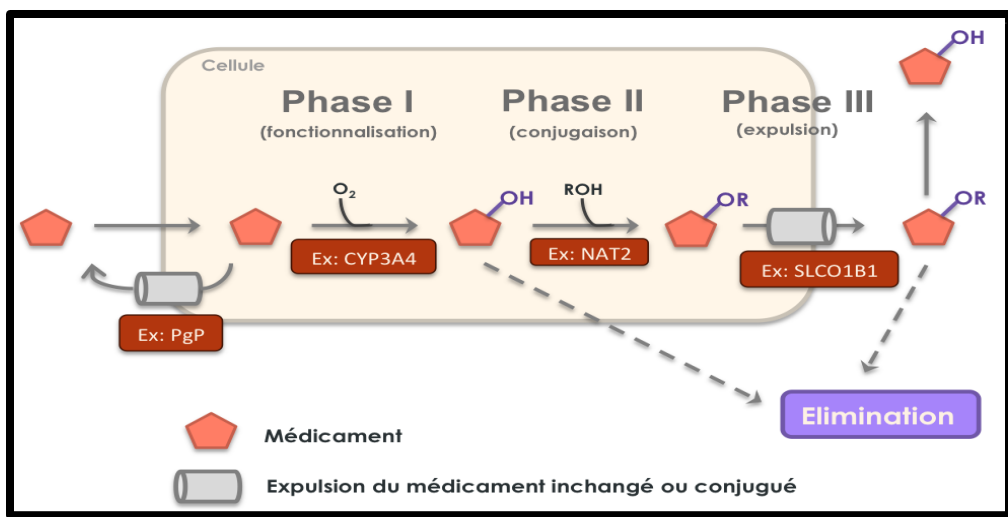 Cellule
Phase I
(fonctionnalisation)
Phase II
(conjugaison)
Phase III
(expulsion)
OH
O₂
OH
ROH
OR
OR
Ex: CYP3A4
Ex: NAT2
Ex: SLCO1B1
Ex: PgP
Elimination
Médicament
Expulsion du médicament inchangé ou conjugué